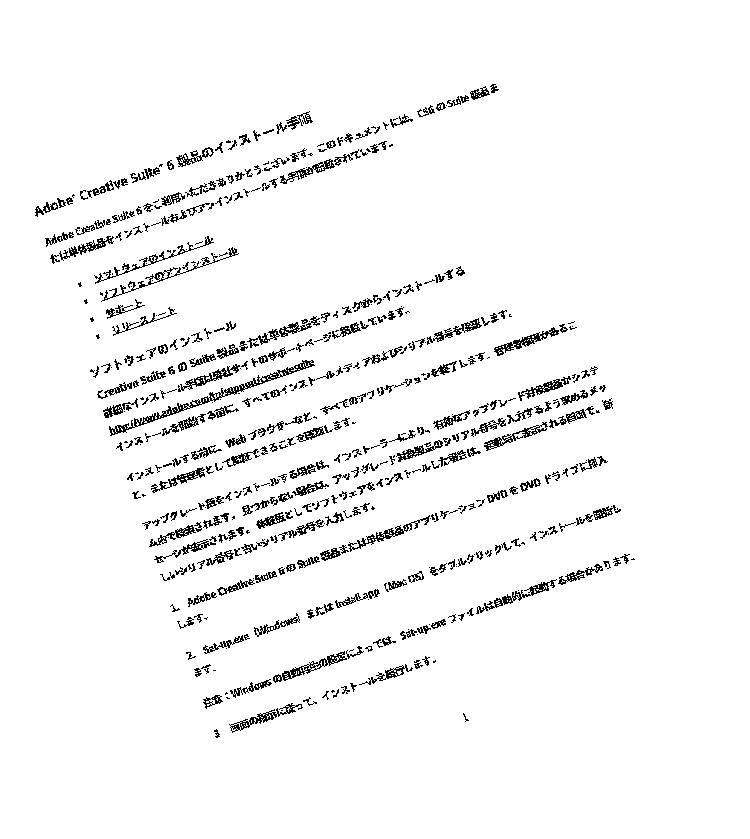 Adobe® Creative Suite® 6 製品のインストール手順
Adobe Creative Suite 6 をご利用いただきありがとうございます。このドキュメントには、CS6 の Suite 製品ま
たは単体製品をインストールおよびアンインストールする手順が記載されています。
• ソフトウェアのインストール
• ソフトウェアのアンインストール
• サポート
• リリースノート
ソフトウェアのインストール
Creative Suite 6 の Suite 製品または単体製品をディスクからインストールする
詳細なインストール手順は弊社サイトのサポートページに掲載しています。
http://www.adobe.com/jp/support/creativesuite
インストールを開始する前に、すべてのインストールメディアおよびシリアル番号を確認します。
インストールする前に、Web ブラウザーなど、すべてのアプリケーションを終了します。管理者権限があるこ
と、または管理者として認証できることを確認します。
アップグレード版をインストールする場合は、インストーラーにより、有効なアップグレード対象製品がシステ
ム内で検索されます。見つからない場合は、アップグレード対象製品のシリアル番号を入力するよう求めるメッ
セージが表示されます。体験版としてソフトウェアをインストールした場合は、起動時に表示される画面で、新
しいシリアル番号と古いシリアル番号を入力します。
1. Adobe Creative Suite 6 の Suite 製品または単体製品のアプリケーション DVD を DVD ドライブに挿入
します。
2. Set-up.exe（Windows）または Install.app（Mac OS）をダブルクリックして、インストールを開始し
ます。
注意：Windows の自動再生の設定によっては、Set-up.exe ファイルは自動的に起動する場合があります。
3 画面の指示に従って、インストールを続行します。
1